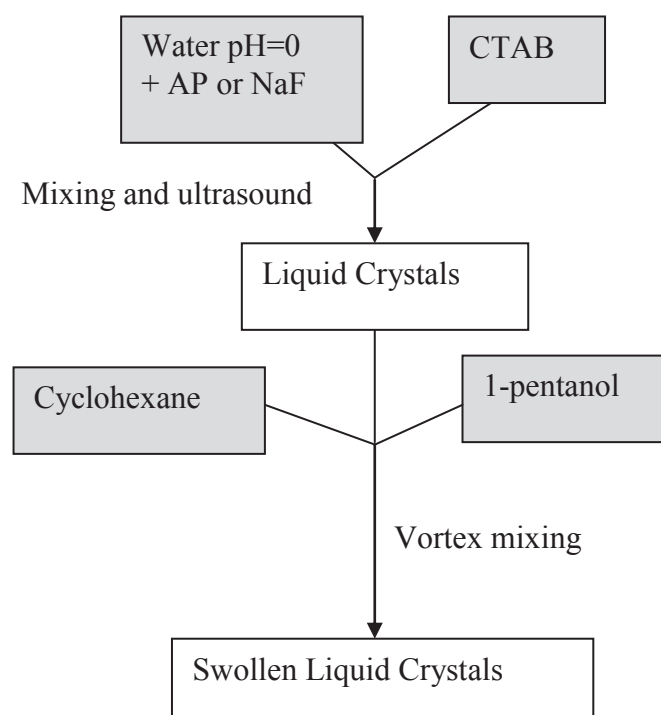 Water pH=0
+ AP or NaF
CTAB
Mixing and ultrasound
Liquid Crystals
Cyclohexane
1-pentanol
Vortex mixing
Swollen Liquid Crystals